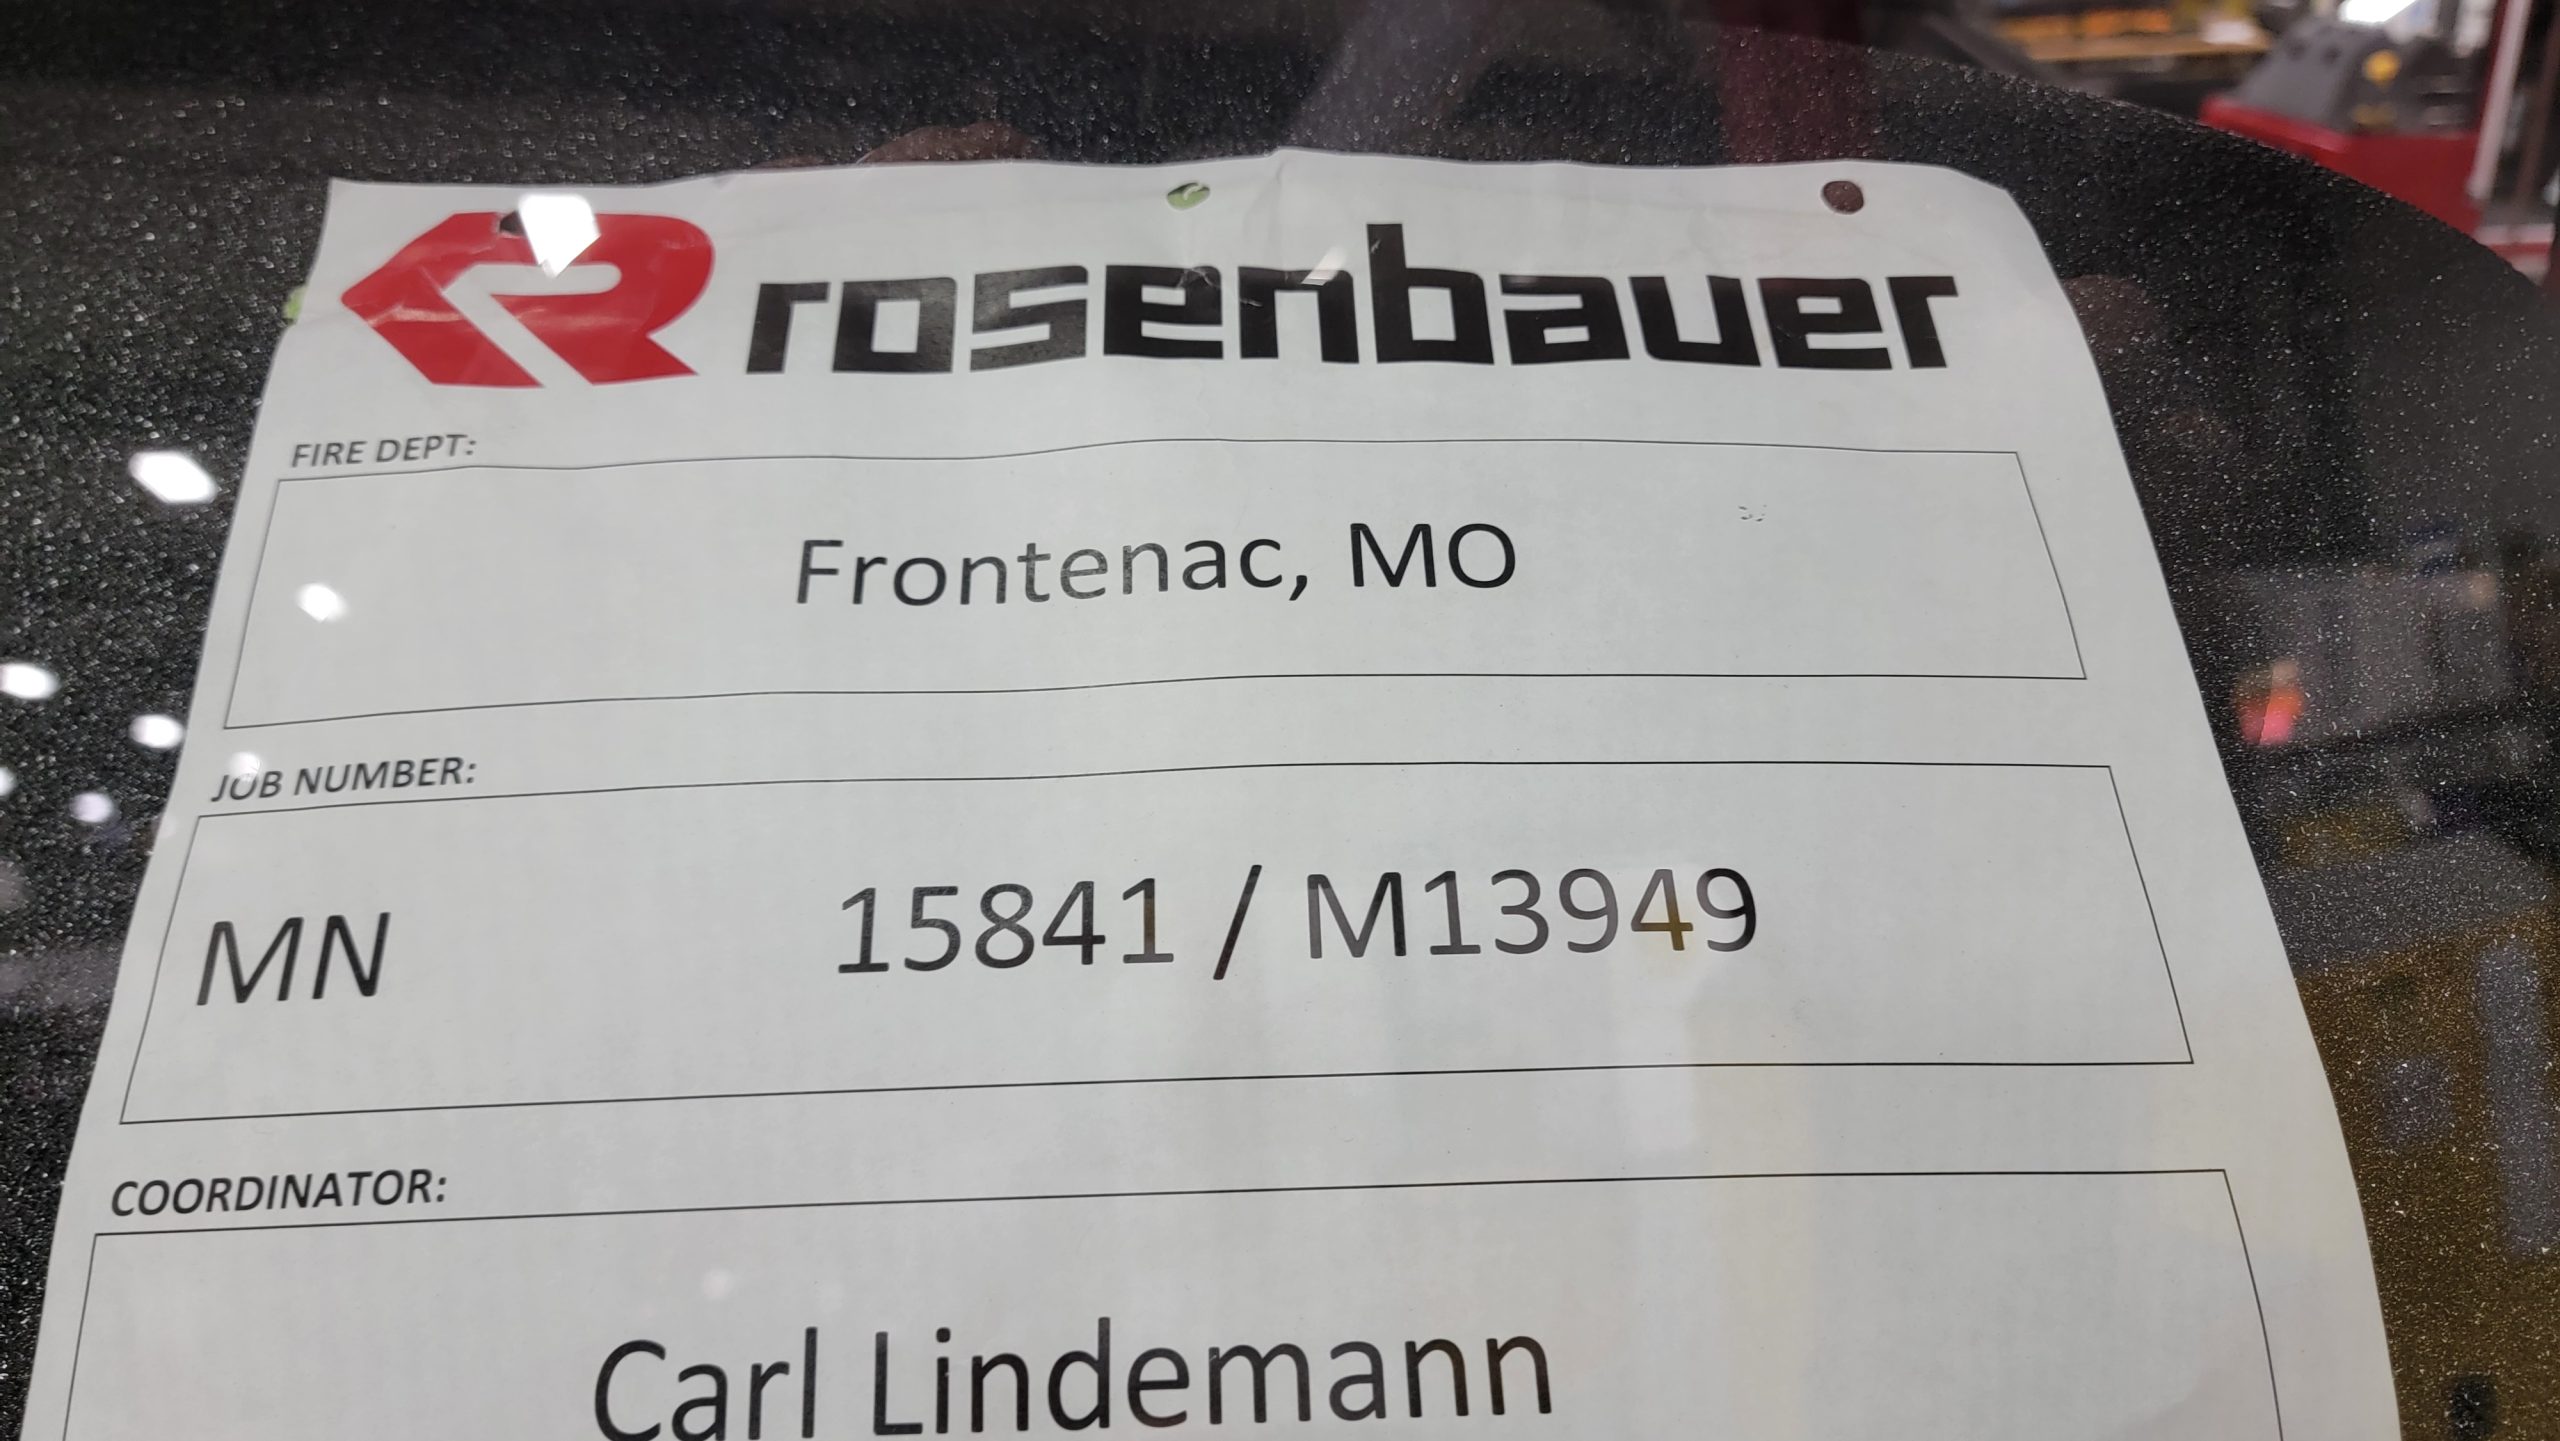 rosenbauer
FIRE DEPT:
Frontenac, MO
JOB NUMBER:
MN 15841 / M13949
COORDINATOR:
Carl Lindemann